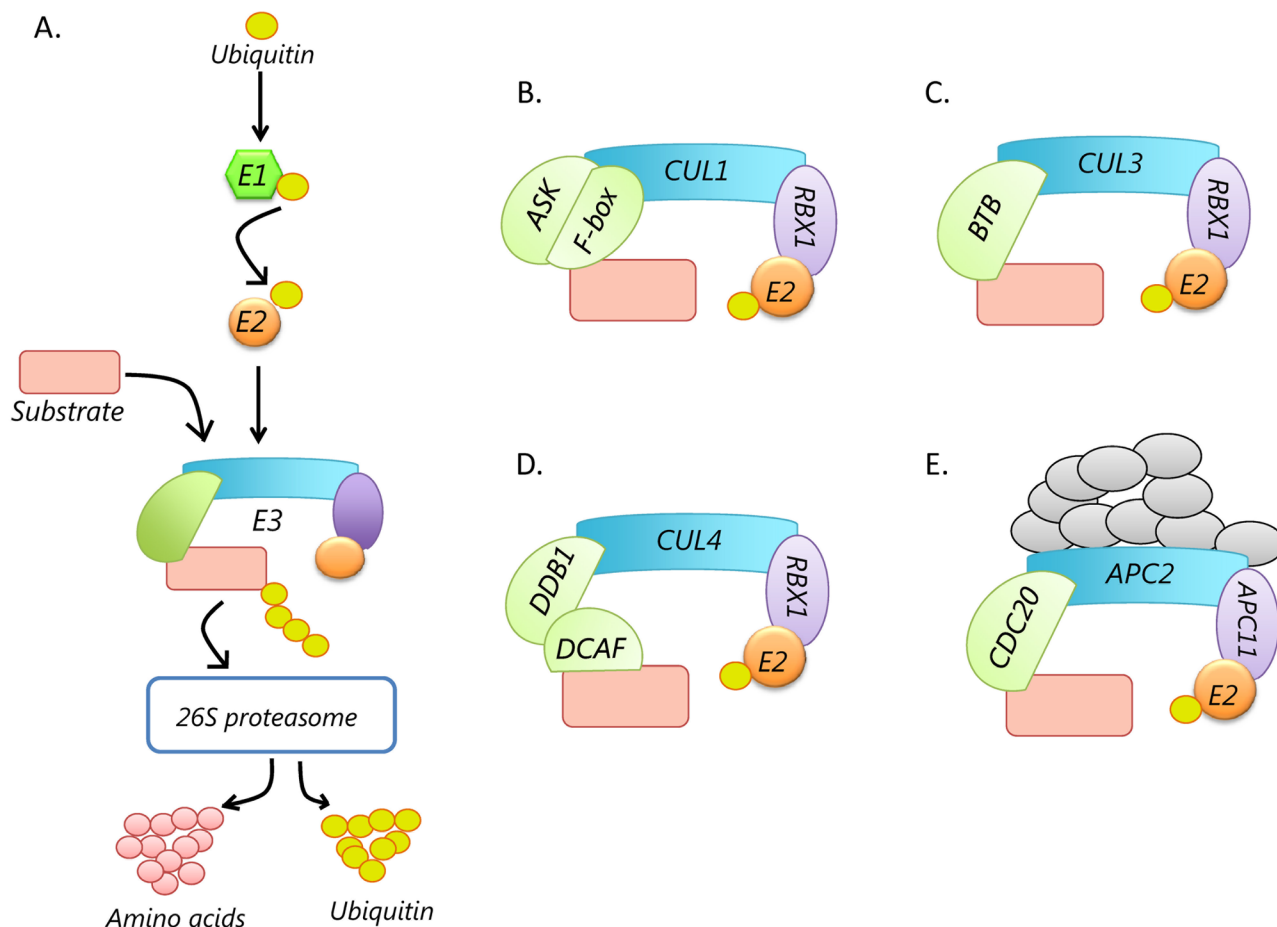 A.
Ubiquitin
E1
E2
Substrate
E3
26S proteasome
Amino acids
Ubiquitin
B.
ASK
F-box
CUL1
RBX1
E2
C.
BTB
CUL3
RBX1
E2
D.
DDB1
DCAF
CUL4
RBX1
E2
E.
CDC20
APC2
APC11
E2